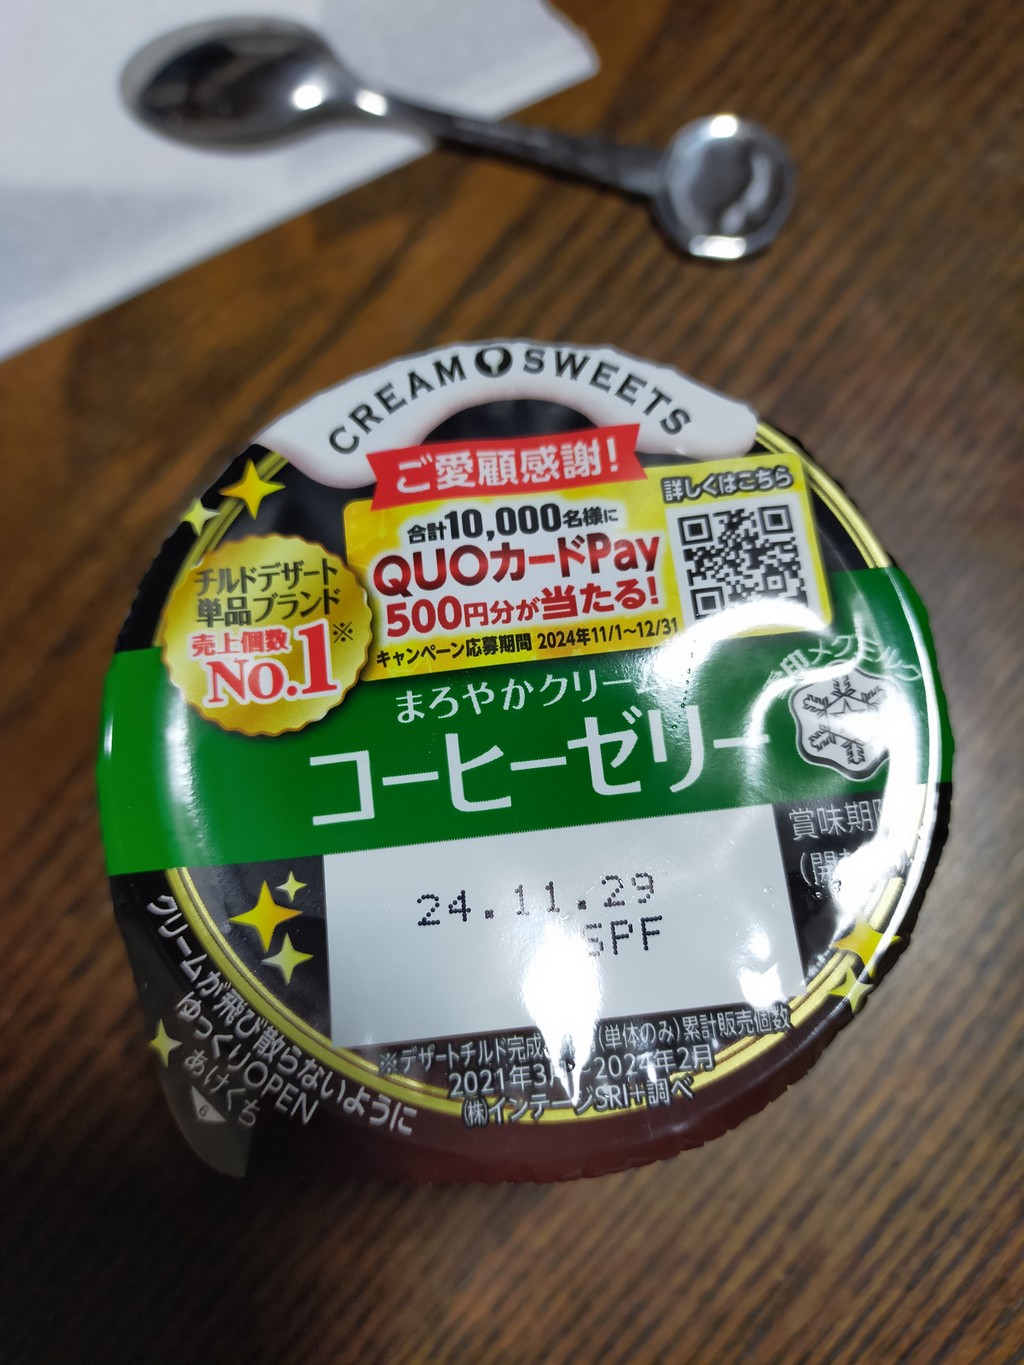 CREAM SWEETS
ご愛顧感謝!
合計10,000名様に
QUOカードPay
500円分が当たる!
キャンペーン応募期間 2024年11/1~12/31
詳しくはこちら
チルドデザート
単品ブランド
売上個数
No.1※
まろやかクリー
コーヒーゼリー
印メグミルク
賞味期
24.11.29
SPF
※デザートチルド完成 (単体のみ)累計販売個数
2021年3 2024年2月
㈱インテージSRI+調べ
クリームが飛び散らないように
ゆっくりOPEN
あけくち
6